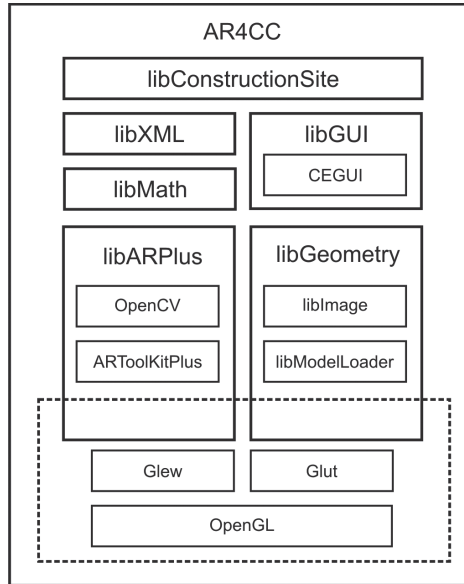 AR4CC
libConstructionSite
libXML
libGUI
CEGUI
libMath
libARPlus
libGeometry
OpenCV
libImage
ARToolKitPlus
libModelLoader
Glew
Glut
OpenGL